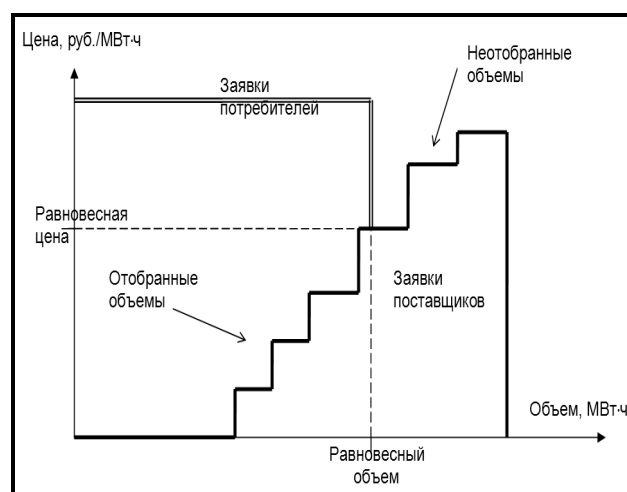 Цена, руб./МВт·ч
Неотобранные
объемы
Заявки
потребителей
Равновесная
цена
Отобранные
объемы
Заявки
поставщиков
Объем, МВт·ч
Равновесный
объем